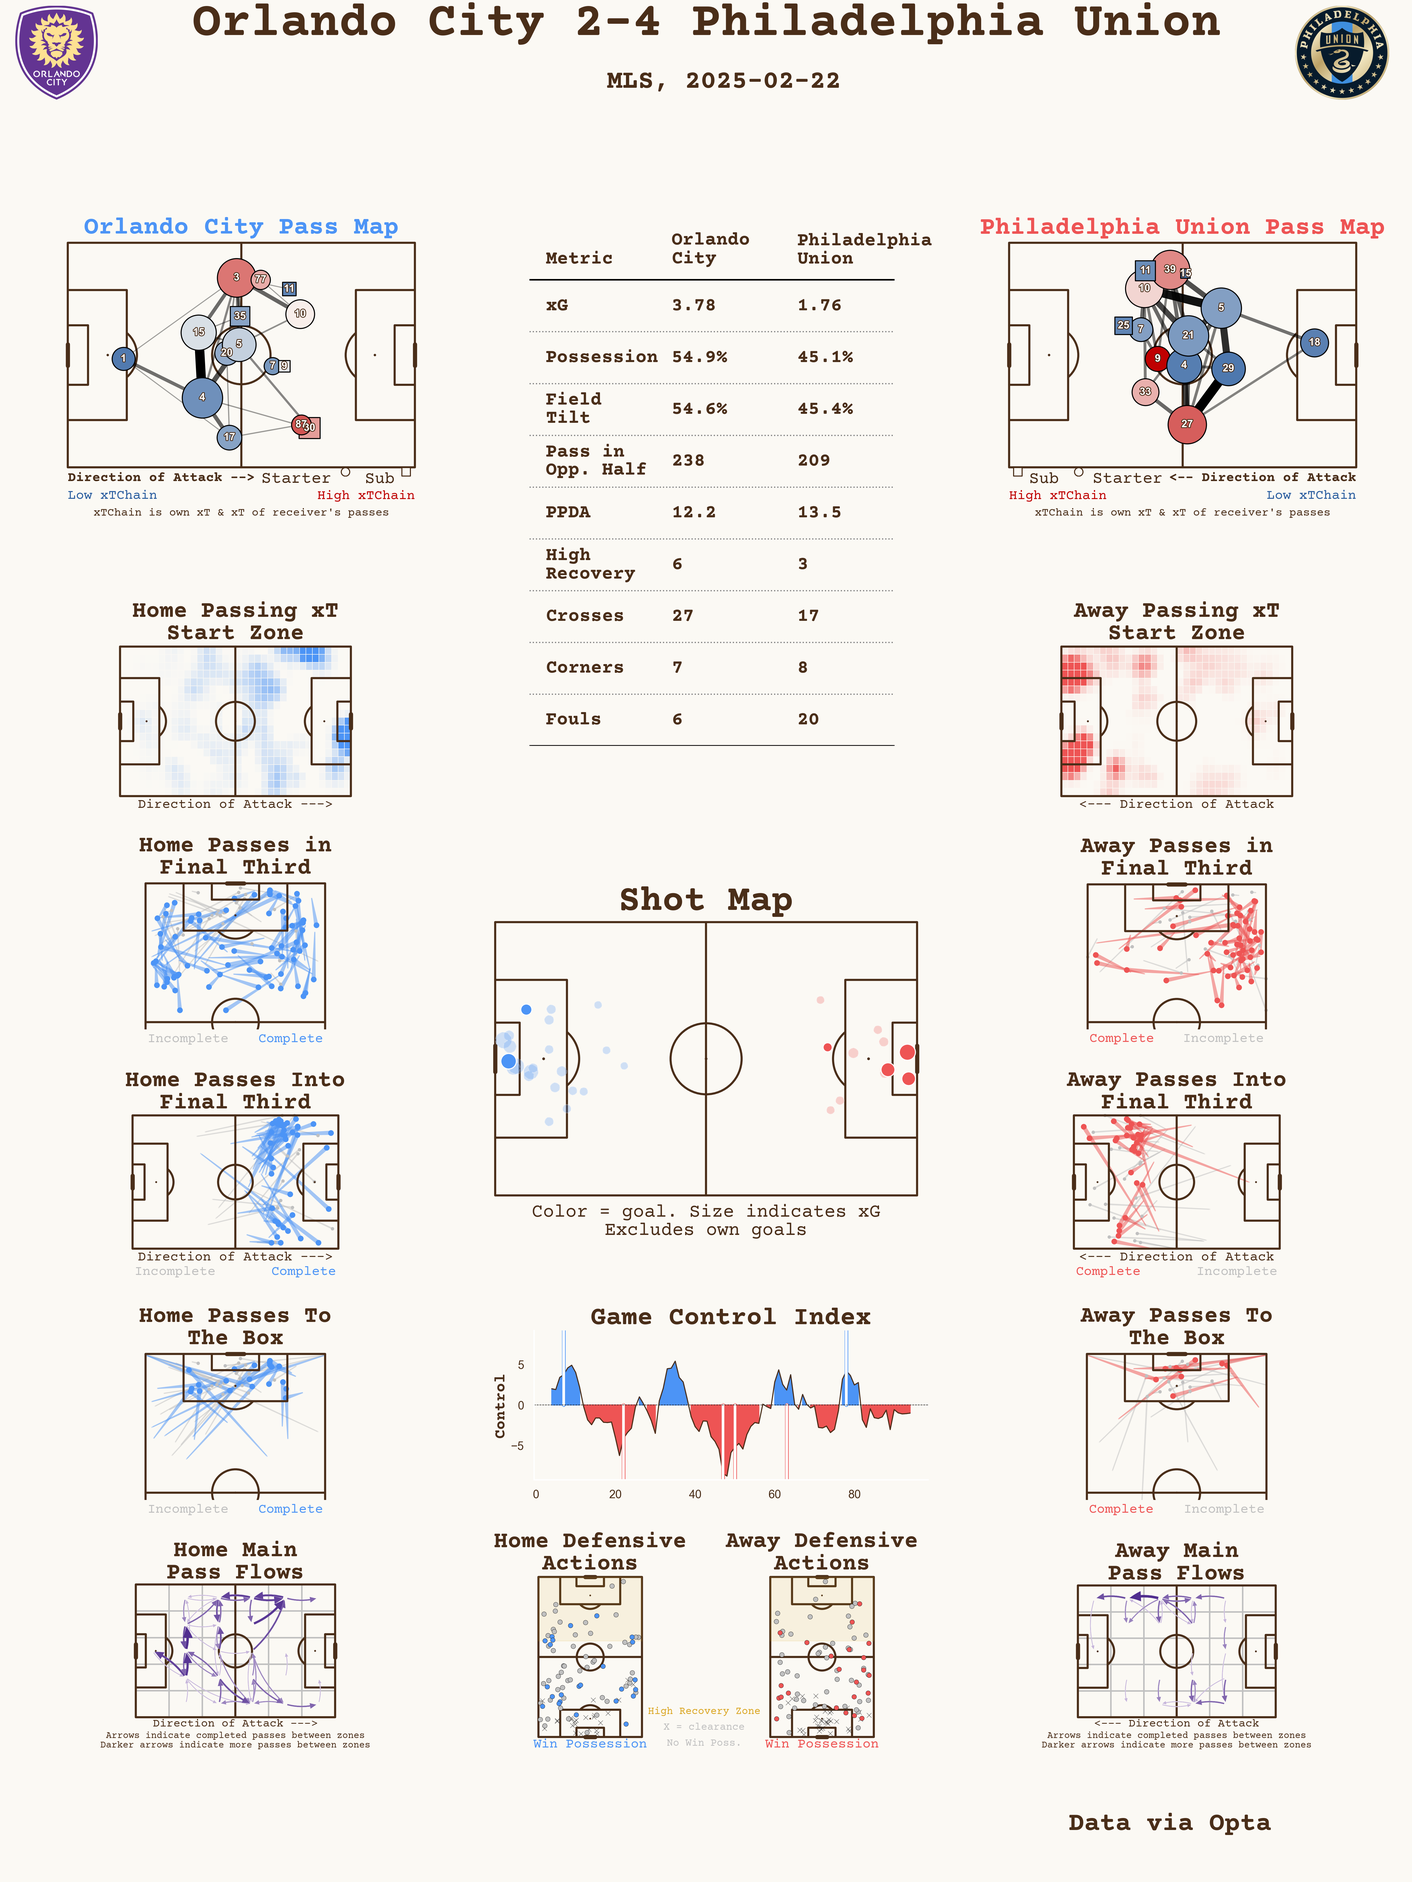 Orlando City 2-4 Philadelphia Union
MLS, 2025-02-22
ORLANDO
CITY
PHILADELPHIA
UNION
Orlando City Pass Map
3
77
11
10
35
15
5
20
1
7
9
4
87
30
17
Direction of Attack --> Starter Sub
Low xTChain High xTChain
xTChain is own xT & xT of receiver's passes
Metric Orlando City Philadelphia Union
xG 3.78 1.76
Possession 54.9% 45.1%
Field Tilt 54.6% 45.4%
Pass in Opp. Half 238 209
PPDA 12.2 13.5
High Recovery 6 3
Crosses 27 17
Corners 7 8
Fouls 6 20
Philadelphia Union Pass Map
11
39
15
10
5
25
7
21
18
9
4
29
33
27
Sub Starter <-- Direction of Attack
High xTChain Low xTChain
xTChain is own xT & xT of receiver's passes
Home Passing xT
Start Zone
Direction of Attack --->
Away Passing xT
Start Zone
<--- Direction of Attack
Home Passes in
Final Third
Incomplete Complete
Away Passes in
Final Third
Complete Incomplete
Shot Map
Color = goal. Size indicates xG
Excludes own goals
Home Passes Into
Final Third
Direction of Attack --->
Incomplete Complete
Away Passes Into
Final Third
<--- Direction of Attack
Complete Incomplete
Home Passes To
The Box
Incomplete Complete
Game Control Index
Control
5
0
−5
0 20 40 60 80
Away Passes To
The Box
Complete Incomplete
Home Main
Pass Flows
Direction of Attack --->
Arrows indicate completed passes between zones
Darker arrows indicate more passes between zones
Home Defensive
Actions
Win Possession
High Recovery Zone
X = clearance
No Win Poss.
Away Defensive
Actions
Win Possession
Away Main
Pass Flows
<--- Direction of Attack
Arrows indicate completed passes between zones
Darker arrows indicate more passes between zones
Data via Opta